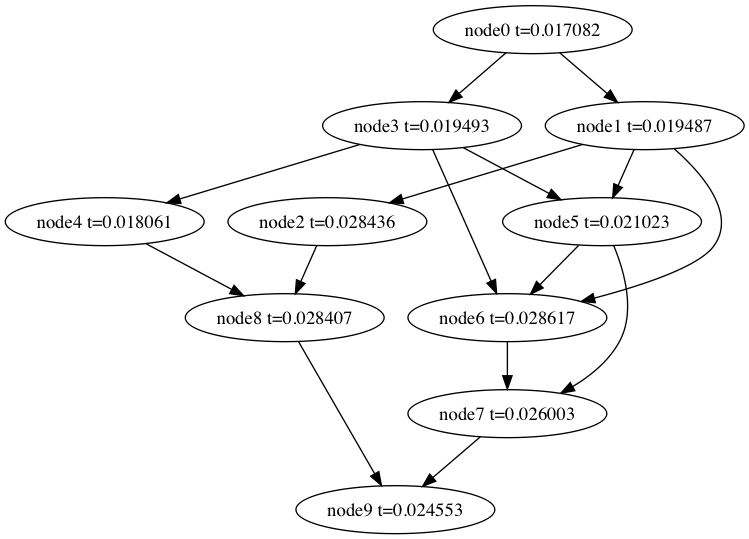 node0 t=0.017082
node3 t=0.019493
node1 t=0.019487
node4 t=0.018061
node2 t=0.028436
node5 t=0.021023
node8 t=0.028407
node6 t=0.028617
node7 t=0.026003
node9 t=0.024553